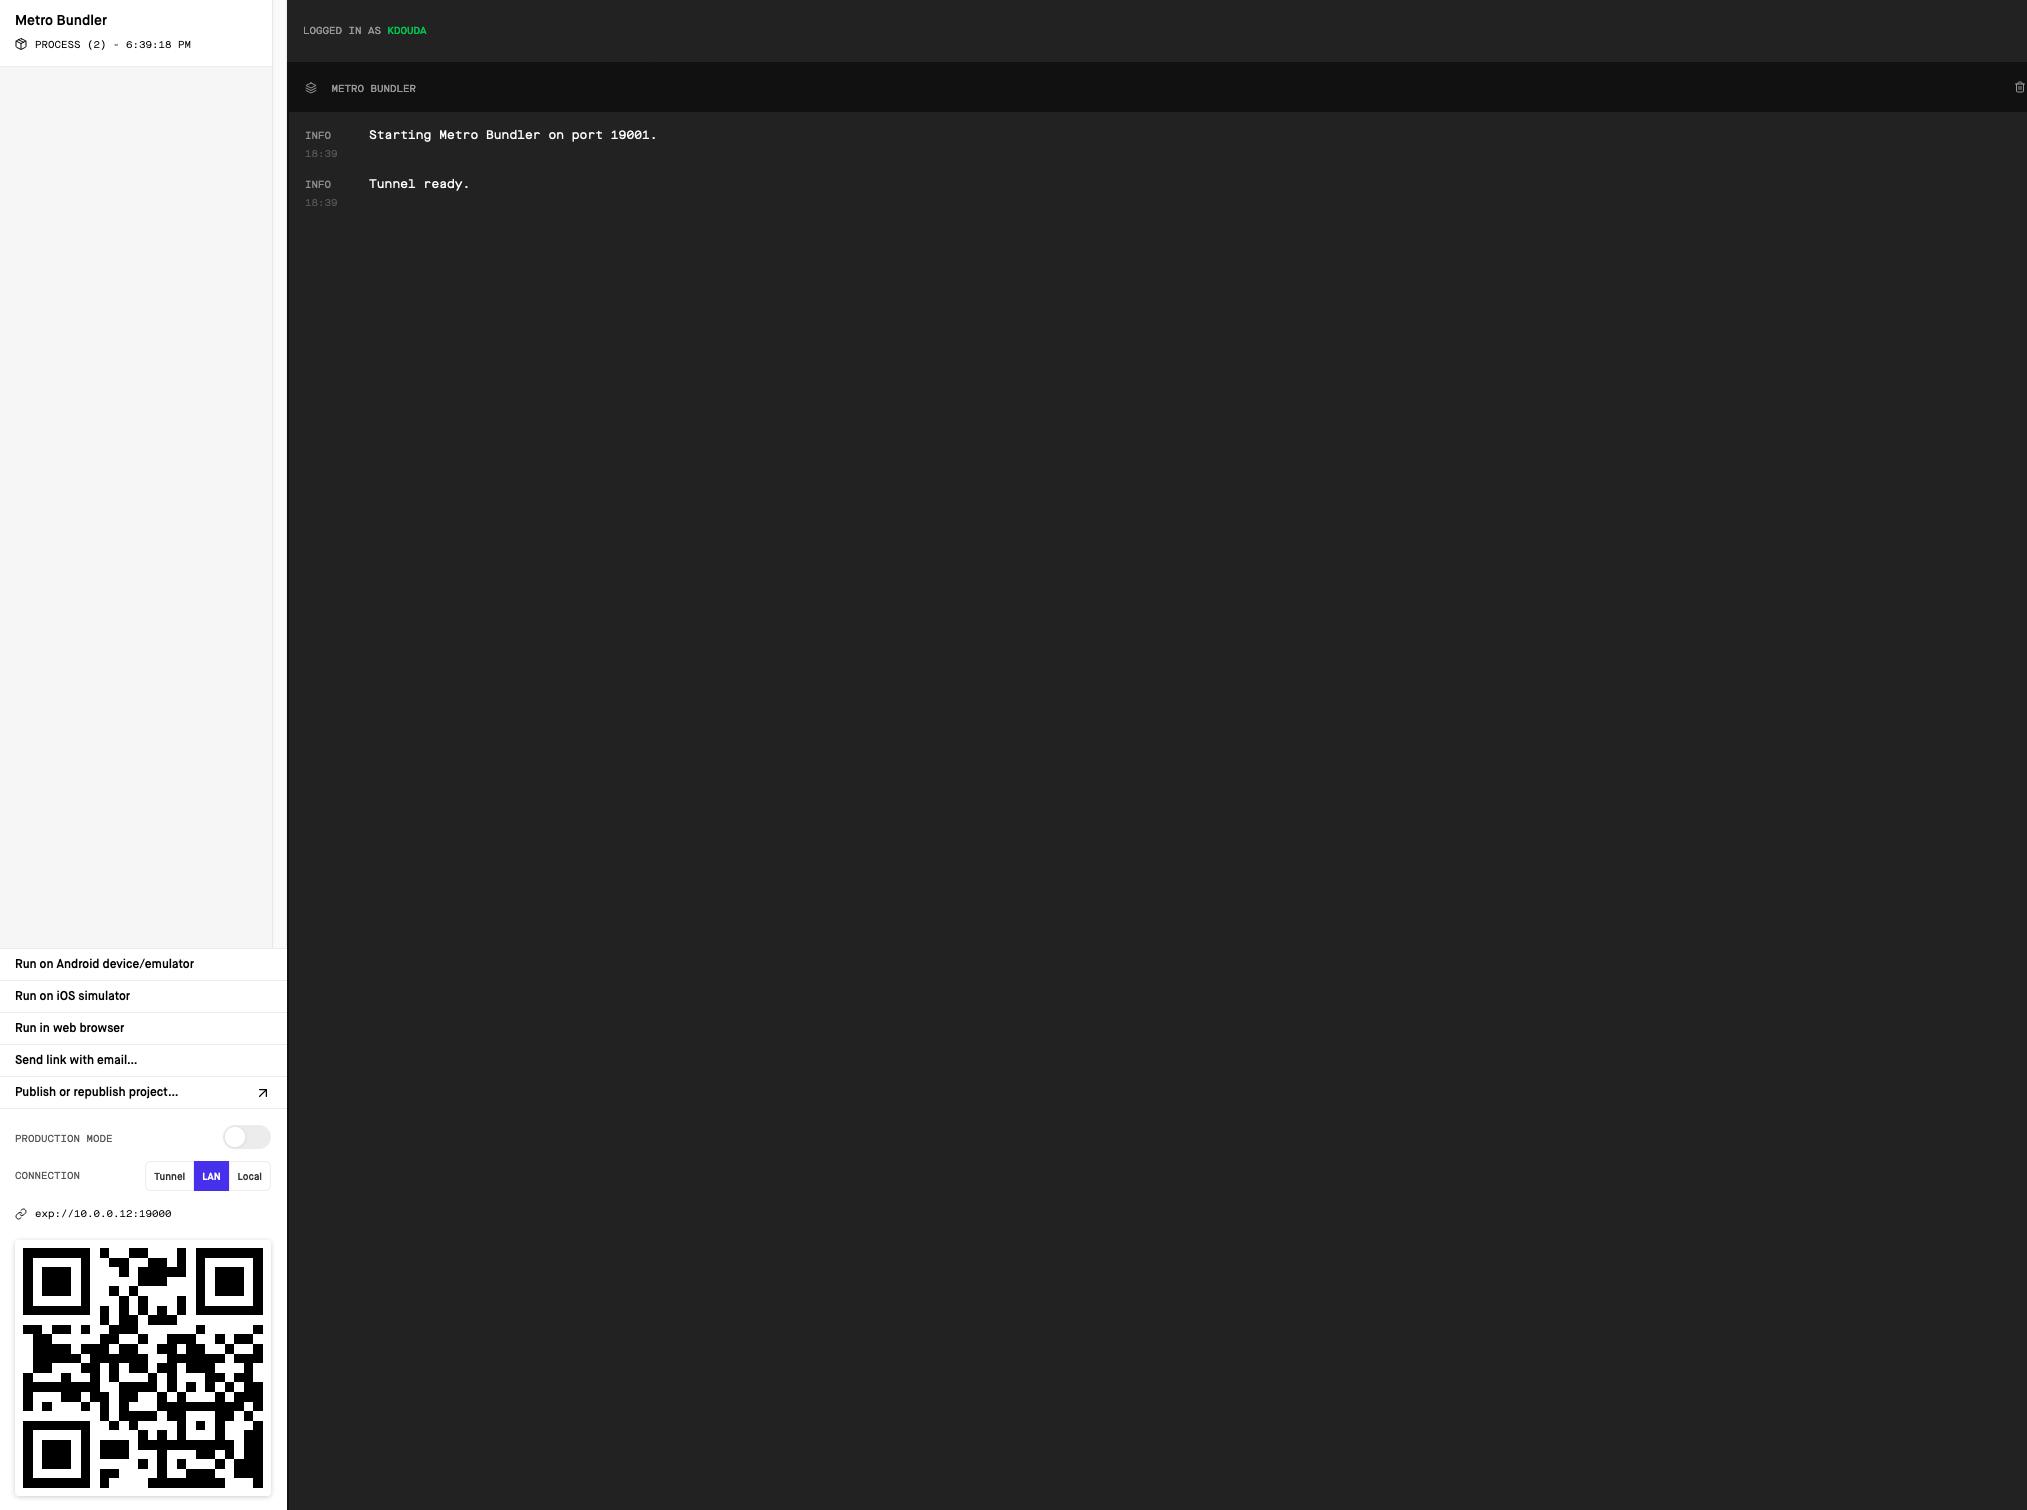 Metro Bundler
PROCESS (2) - 6:39:18 PM
LOGGED IN AS KDOUDA
METRO BUNDLER
INFO Starting Metro Bundler on port 19001.
18:39
INFO Tunnel ready.
18:39
Run on Android device/emulator
Run on iOS simulator
Run in web browser
Send link with email…
Publish or republish project…
PRODUCTION MODE
CONNECTION Tunnel LAN Local
exp://10.0.0.12:19000